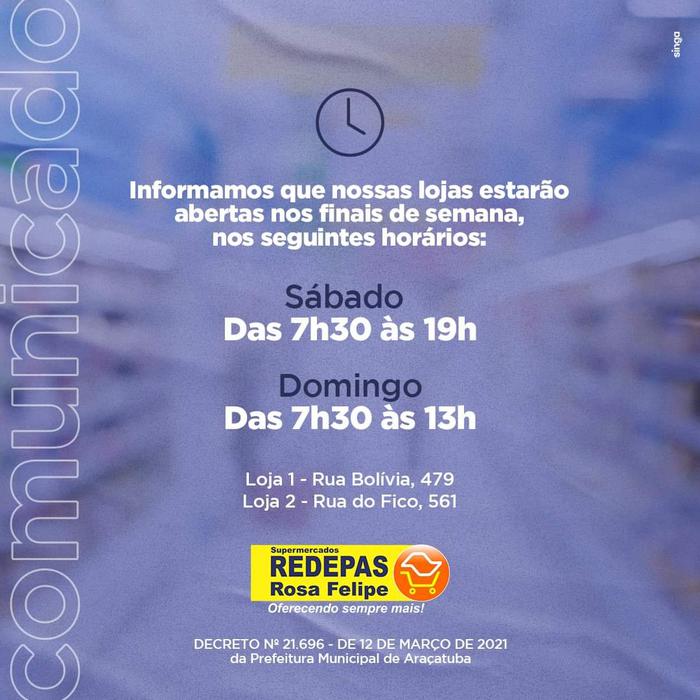 comunicado
singa
Informamos que nossas lojas estarão
abertas nos finais de semana,
nos seguintes horários:
Sábado
Das 7h30 às 19h
Domingo
Das 7h30 às 13h
Loja 1 - Rua Bolívia, 479
Loja 2 - Rua do Fico, 561
Supermercados
REDEPAS
Rosa Felipe
Oferecendo sempre mais!
DECRETO Nº 21.696 - DE 12 DE MARÇO DE 2021
da Prefeitura Municipal de Araçatuba